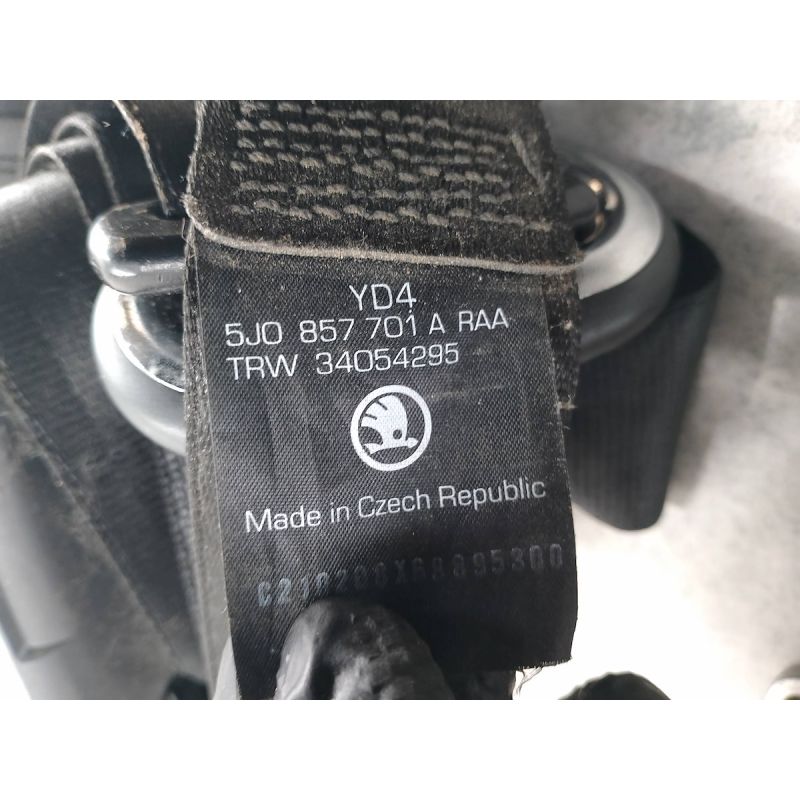 YD4
5J0 857 701 A RAA
TRW 34054295
Made in Czech Republic